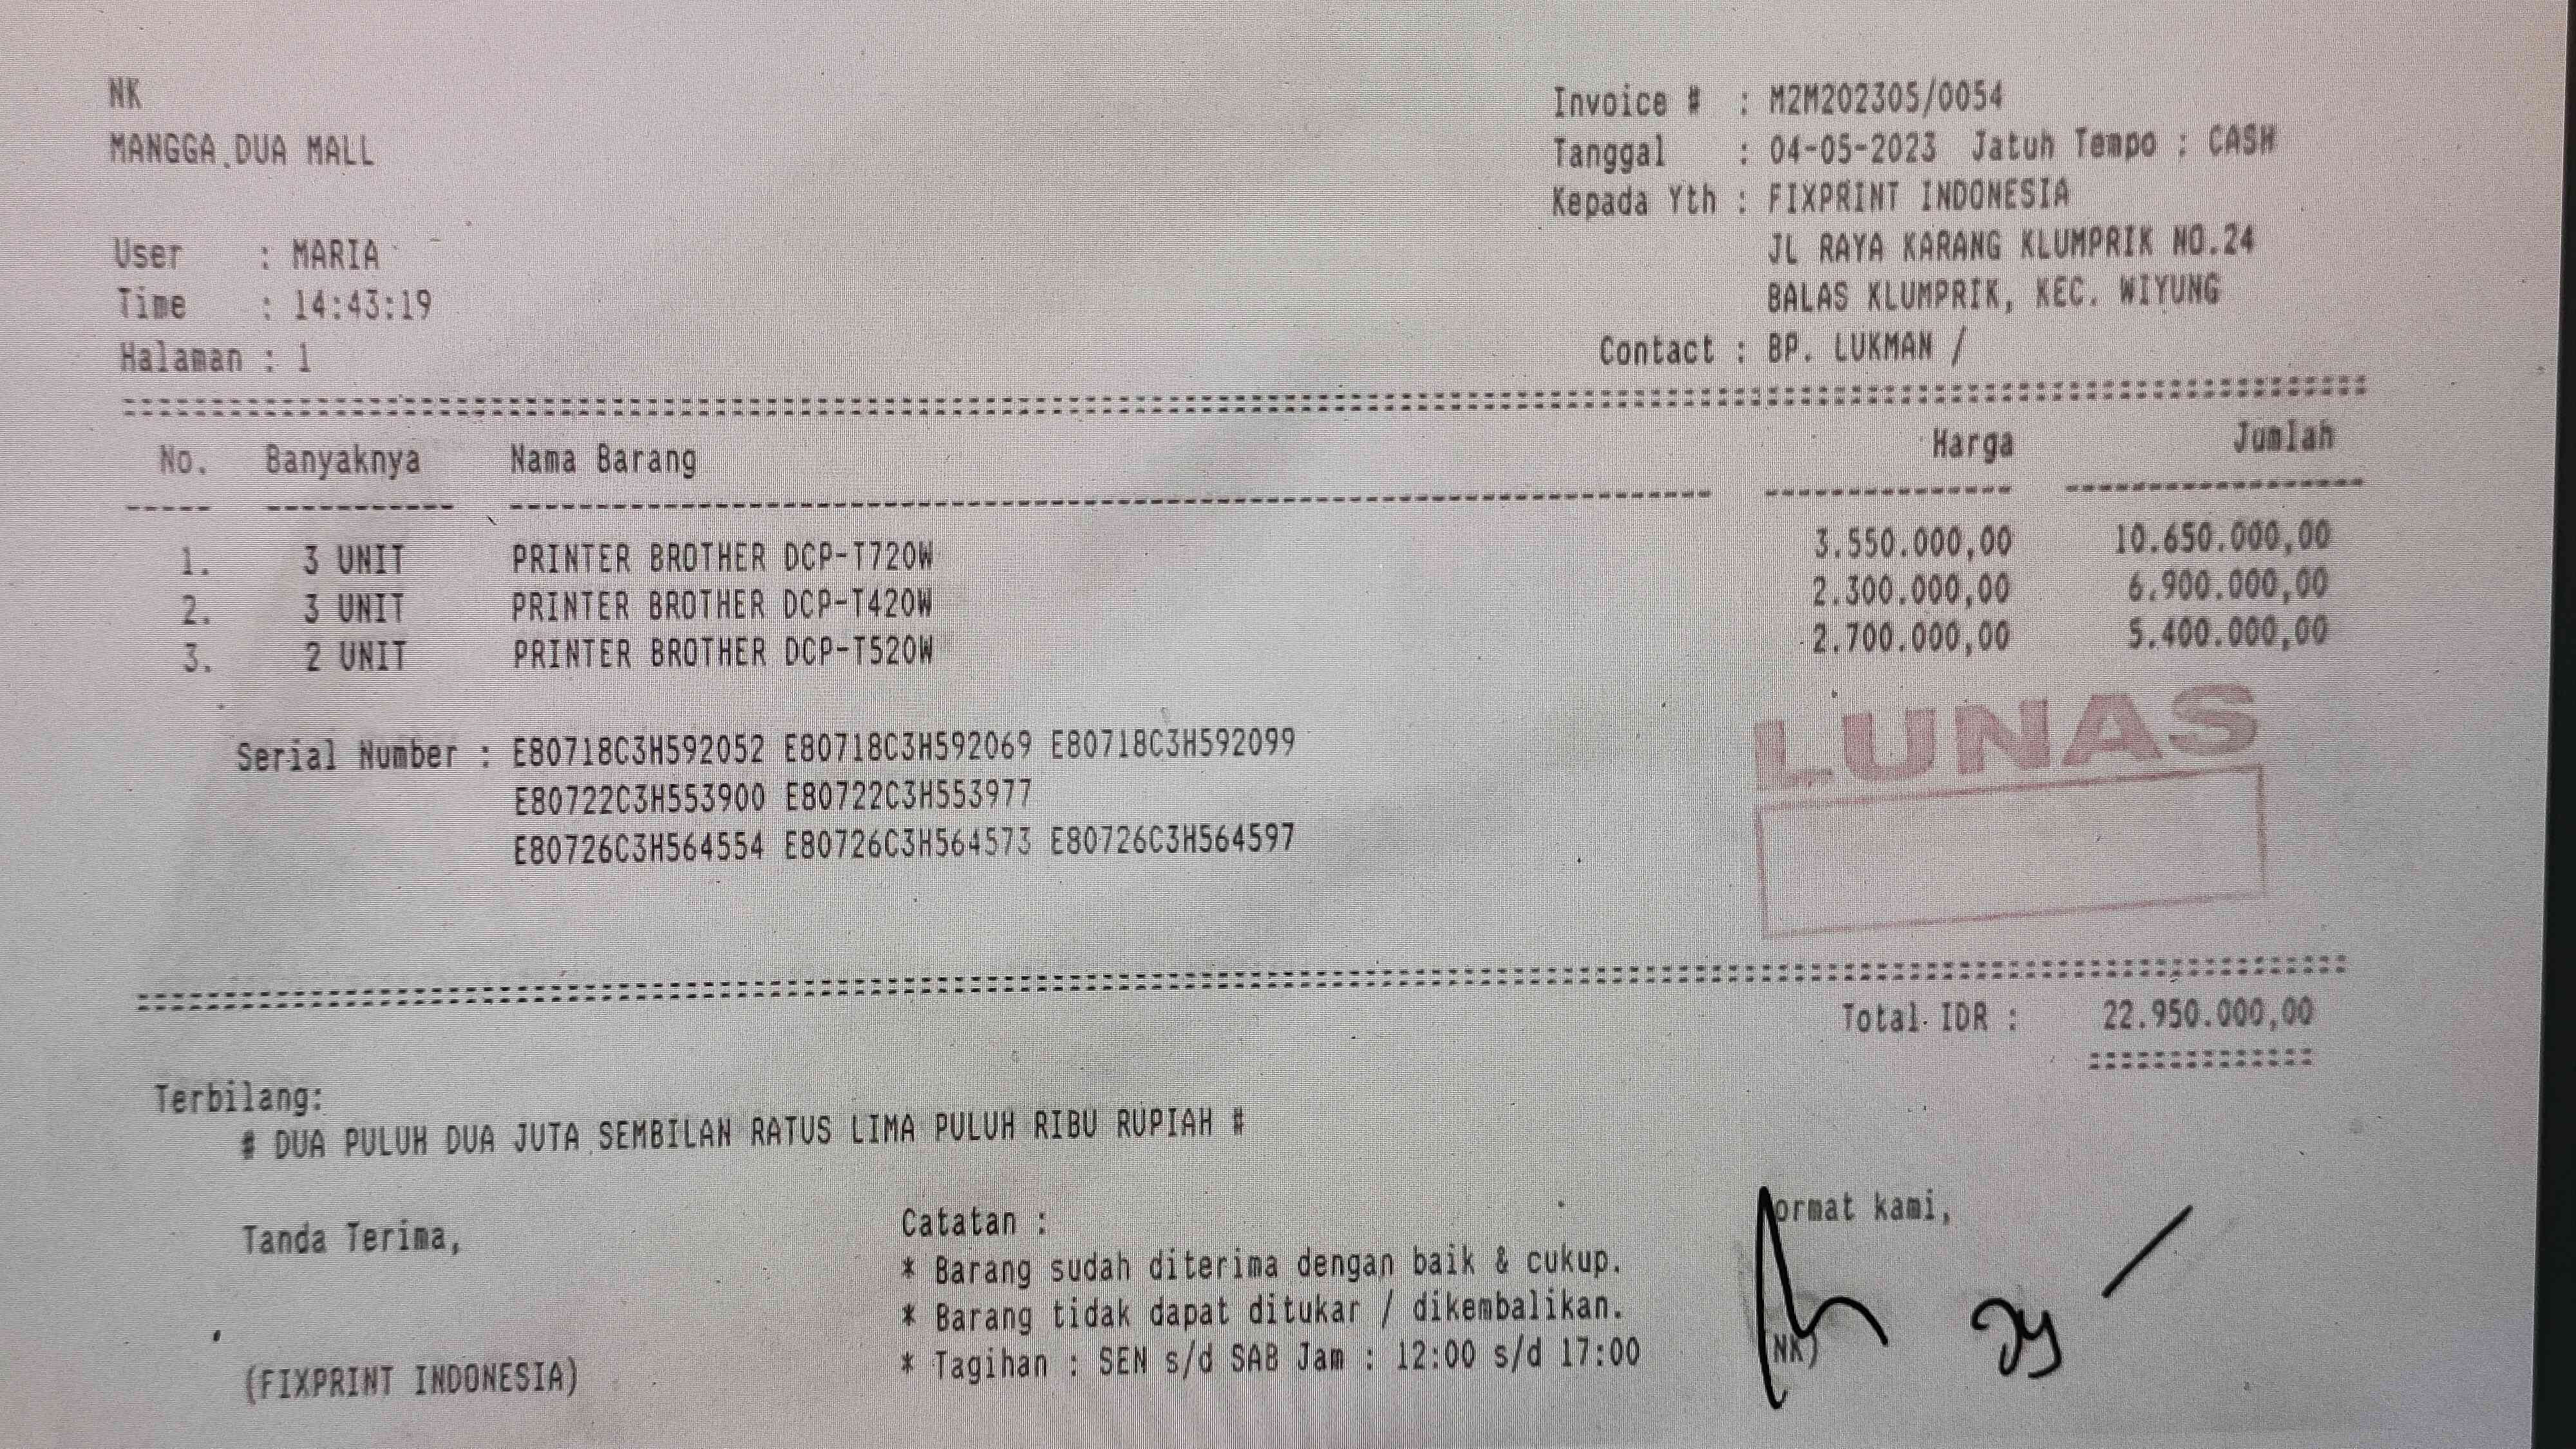 NK
MANGGA DUA MALL
User : MARIA
Time : 14:43:19
Halaman : 1
Invoice # : M2M202305/0054
Tanggal : 04-05-2023 Jatuh Tempo : CASH
Kepada Yth : FIXPRINT INDONESIA
JL RAYA KARANG KLUMPRIK NO.24
BALAS KLUMPRIK, KEC. WIYUNG
Contact : BP. LUKMAN /
No. Banyaknya Nama Barang Harga Jumlah
1. 3 UNIT PRINTER BROTHER DCP-T720W 3.550.000,00 10.650.000,00
2. 3 UNIT PRINTER BROTHER DCP-T420W 2.300.000,00 6.900.000,00
3. 2 UNIT PRINTER BROTHER DCP-T520W 2.700.000,00 5.400.000,00
Serial Number : E80718C3H592052 E80718C3H592069 E80718C3H592099
E80722C3H553900 E80722C3H553977
E80726C3H564554 E80726C3H564573 E80726C3H564597
LUNAS
Total IDR : 22.950.000,00
Terbilang:
# DUA PULUH DUA JUTA SEMBILAN RATUS LIMA PULUH RIBU RUPIAH #
Tanda Terima,
(FIXPRINT INDONESIA)
Catatan :
* Barang sudah diterima dengan baik & cukup.
* Barang tidak dapat ditukar / dikembalikan.
* Tagihan : SEN s/d SAB Jam : 12:00 s/d 17:00
ormat kami,
NK)